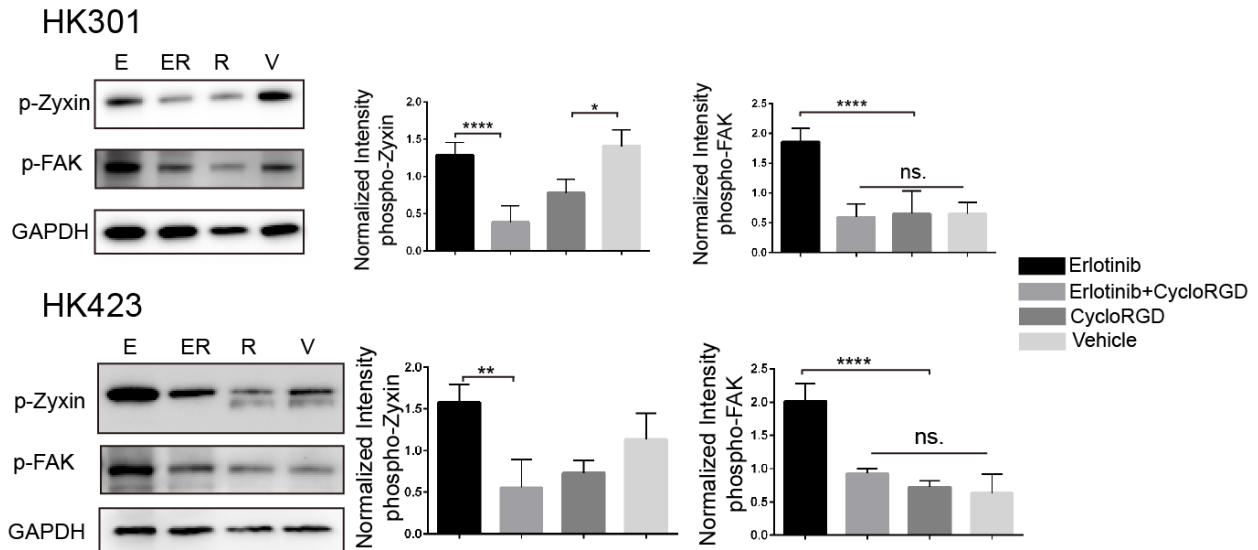 HK301
E ER R V
p-Zyxin
p-FAK
GAPDH
Normalized Intensity
phospho-Zyxin
2.0
1.5
1.0
0.5
0.0
****
*
Normalized Intensity
phospho-FAK
2.5
2.0
1.5
1.0
0.5
0.0
****
ns.
Erlotinib
Erlotinib+CycloRGD
CycloRGD
Vehicle
HK423
E ER R V
p-Zyxin
p-FAK
GAPDH
Normalized Intensity
phospho-Zyxin
2.0
1.5
1.0
0.5
0.0
**
Normalized Intensity
phospho-FAK
2.5
2.0
1.5
1.0
0.5
0.0
****
ns.